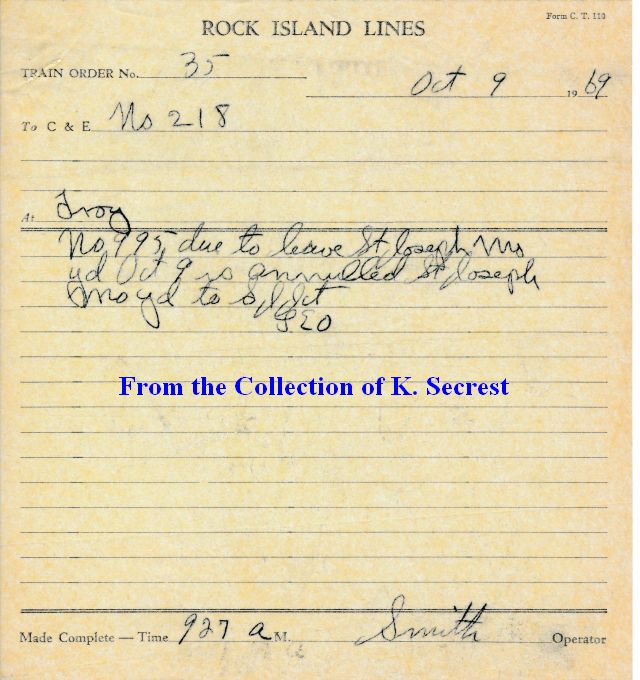 Form C. T. 110
ROCK ISLAND LINES
TRAIN ORDER No. 35
Oct 9 1969
To C & E No 218
At Troy
No 995 due to leave St Joseph Mo
yd Oct 9 is annulled St Joseph
Mo yd to S J Jct
From the Collection of K. Secrest
Made Complete — Time 927 a M. Smith Operator